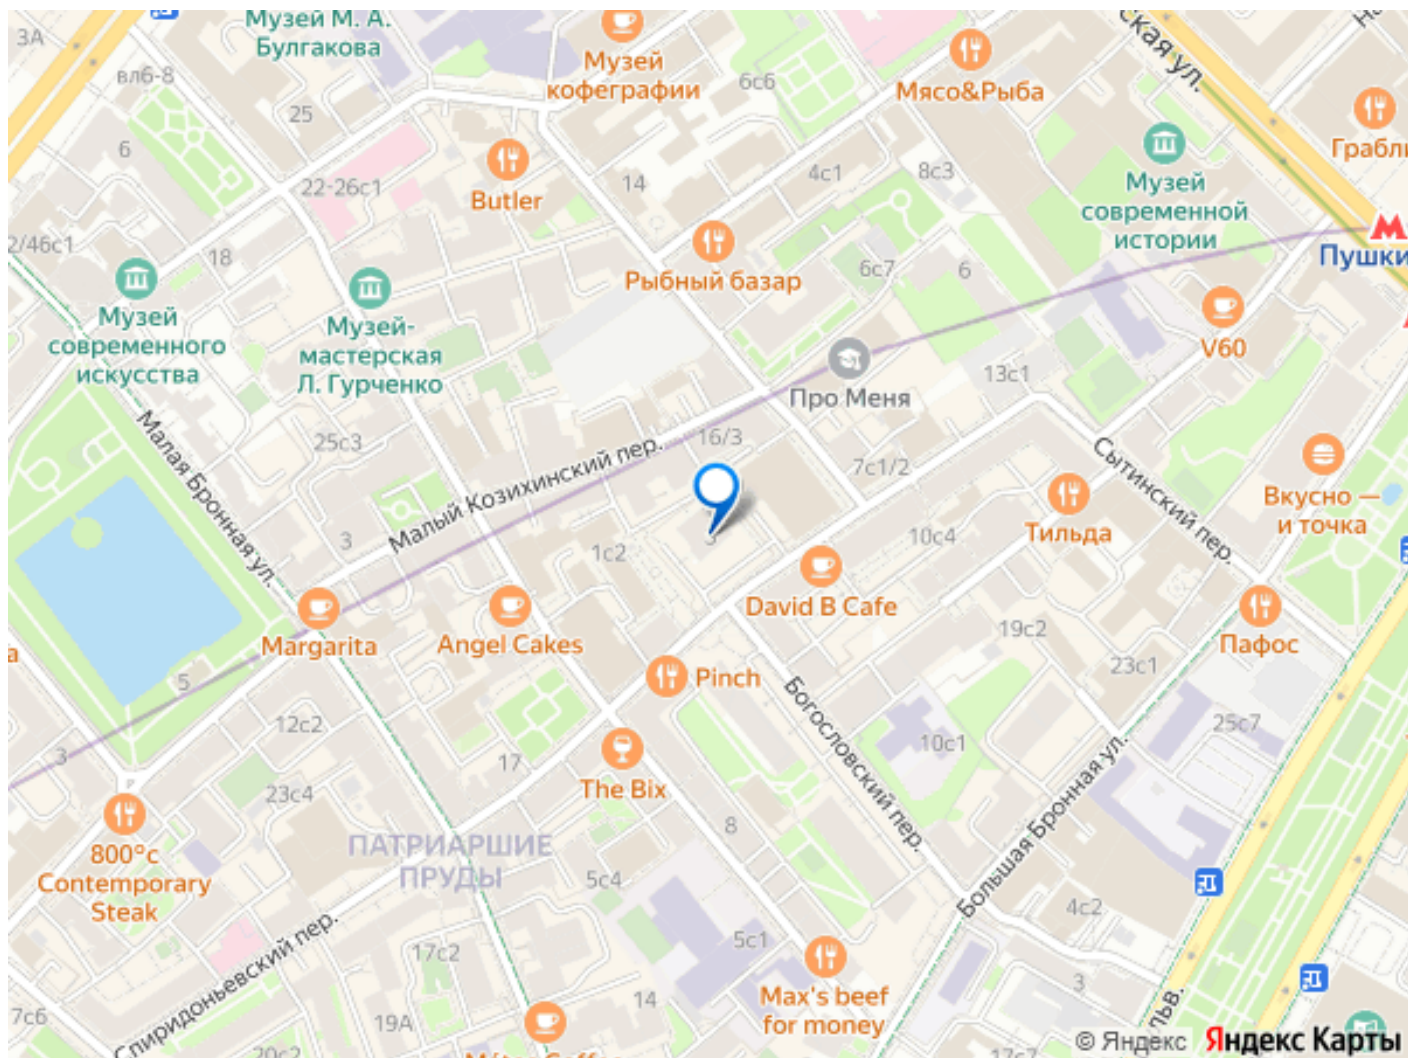 Музей М. А.
Булгакова
3А
вл6-8
Музей
кофеграфии
6с6
Мясо&Рыба
ская ул.
На
Грабли
25
6
22-26с1
Butler
14
4с1
8с3
Музей
современной
истории
Пушки
2/46с1
18
Рыбный базар
6с7
6
V60
Музей
современного
искусства
Музей-
мастерская
Л. Гурченко
Про Меня
13с1
Малая Бронная ул.
25с3
16/3
Малый Козихинский пер.
7с1/2
Сытинский пер.
Вкусно —
и точка
3
1с2
10с4
Тильда
David B Cafe
Margarita
Angel Cakes
19с2
Пафос
а
5
Pinch
23с1
Богословский пер.
12с2
25с7
3
17
10с1
The Bix
23с4
8
ПАТРИАРШИЕ
ПРУДЫ
800°c
Contemporary
Steak
5с4
Большая Бронная ул.
4с2
17с2
5с1
Спиридоньевский пер.
3
Max's beef
for money
14
7с6
19А
20с2
17с7
ьв.
© Яндекс Яндекс Карты